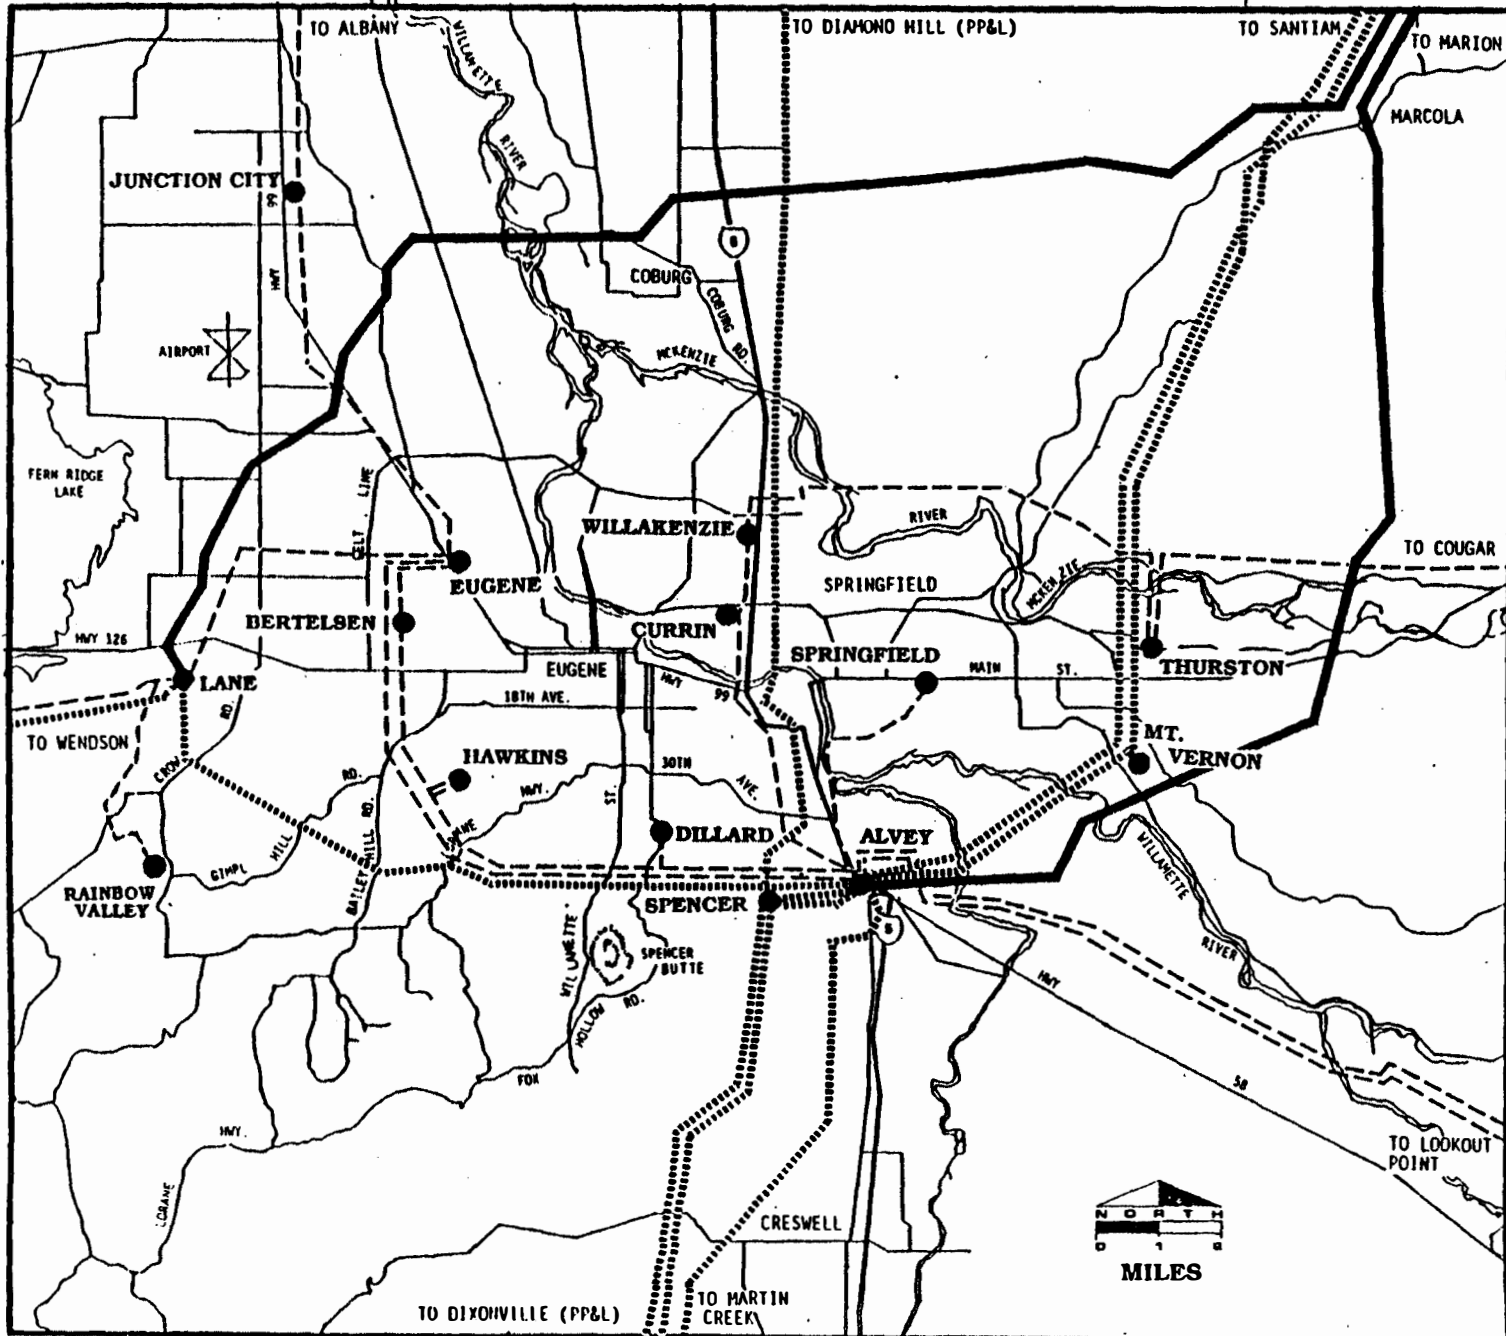 TO ALBANY
WILLAMETTE
RIVER
TO DIAMOND HILL (PP&L)
TO SANTIAM
TO MARION
MARCOLA
JUNCTION CITY
99
HWY
5
COBURG
COBURG RD.
AIRPORT
MCKENZIE
FERN RIDGE
LAKE
BELT LINE
WILLAKENZIE
RIVER
TO COUGAR
SPRINGFIELD
MCKENZIE
EUGENE
BERTELSEN
CURRIN
HWY 126
EUGENE
SPRINGFIELD
MAIN ST.
THURSTON
LANE
HWY 99
18TH AVE.
TO WENDSON
CROW RD.
MT.
VERNON
HAWKINS
30TH AVE.
HWY.
ST.
DILLARD
ALVEY
GIMPL HILL RD.
BAILEY HILL RD.
RAINBOW
VALLEY
SPENCER
WILLAMETTE
RIVER
WILLAMETTE
SPENCER
BUTTE
5
HWY
58
HOLLOW RD.
FOX
HWY.
LORANE
TO LOOKOUT
POINT
NORTH
CRESWELL
0 1
MILES
TO DIXONVILLE (PP&L)
TO MARTIN
CREEK